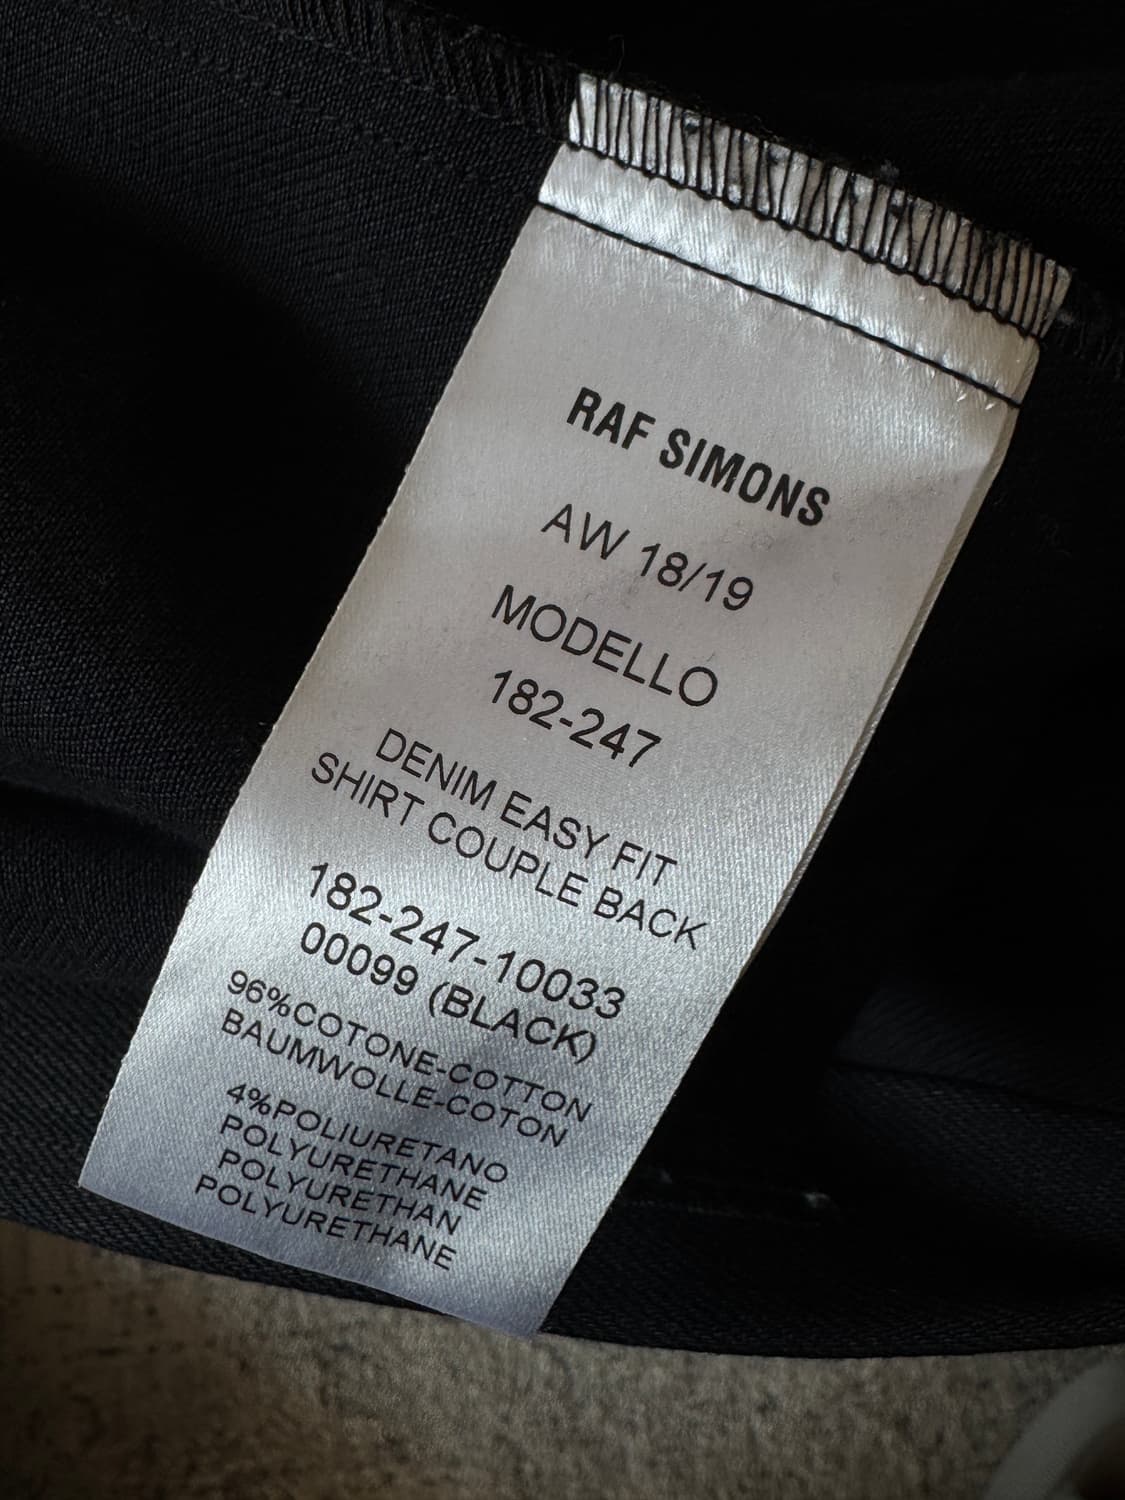 RAF SIMONS
AW 18/19
MODELLO
182-247
DENIM EASY FIT
SHIRT COUPLE BACK
182-247-10033
00099 (BLACK)
96%COTONE-COTTON
BAUMWOLLE-COTON
4%POLIURETANO
POLYURETHANE
POLYURETHAN
POLYURETHANE